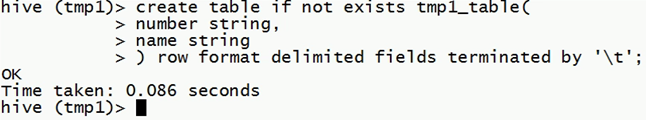 hive (tmp1)> create table if not exists tmp1_table(
> number string,
> name string
> ) row format delimited fields terminated by '\t';
OK
Time taken: 0.086 seconds
hive (tmp1)>